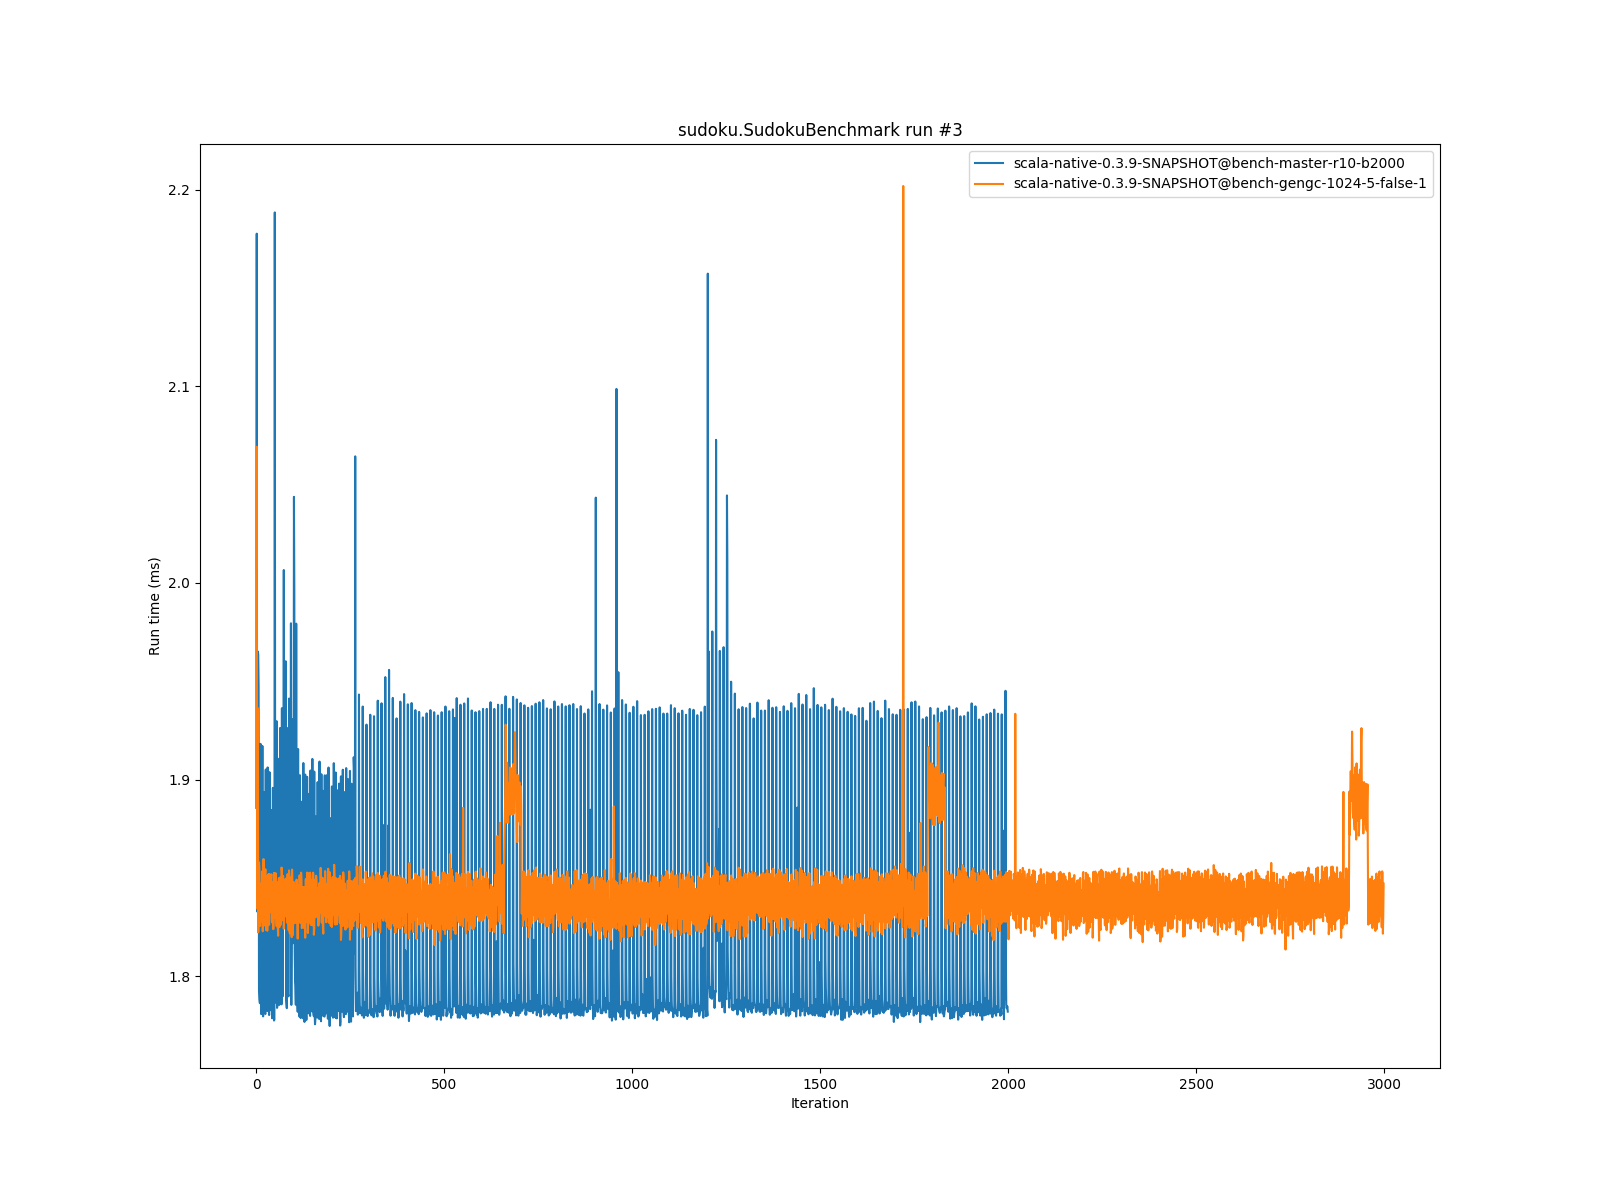 sudoku.SudokuBenchmark run #3
scala-native-0.3.9-SNAPSHOT@bench-master-r10-b2000
scala-native-0.3.9-SNAPSHOT@bench-gengc-1024-5-false-1
2.2
2.1
2.0
1.9
1.8
Run time (ms)
0
500
1000
1500
2000
2500
3000
Iteration